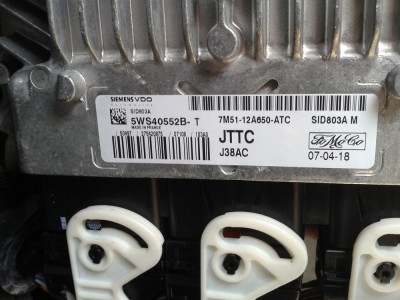 SIEMENS VDO
SID803A
5WS40552B- T
MADE IN FRANCE
7M51-12A650-ATC
SID803A M
JTTC
J38AC
FoMoCo
07-04-18